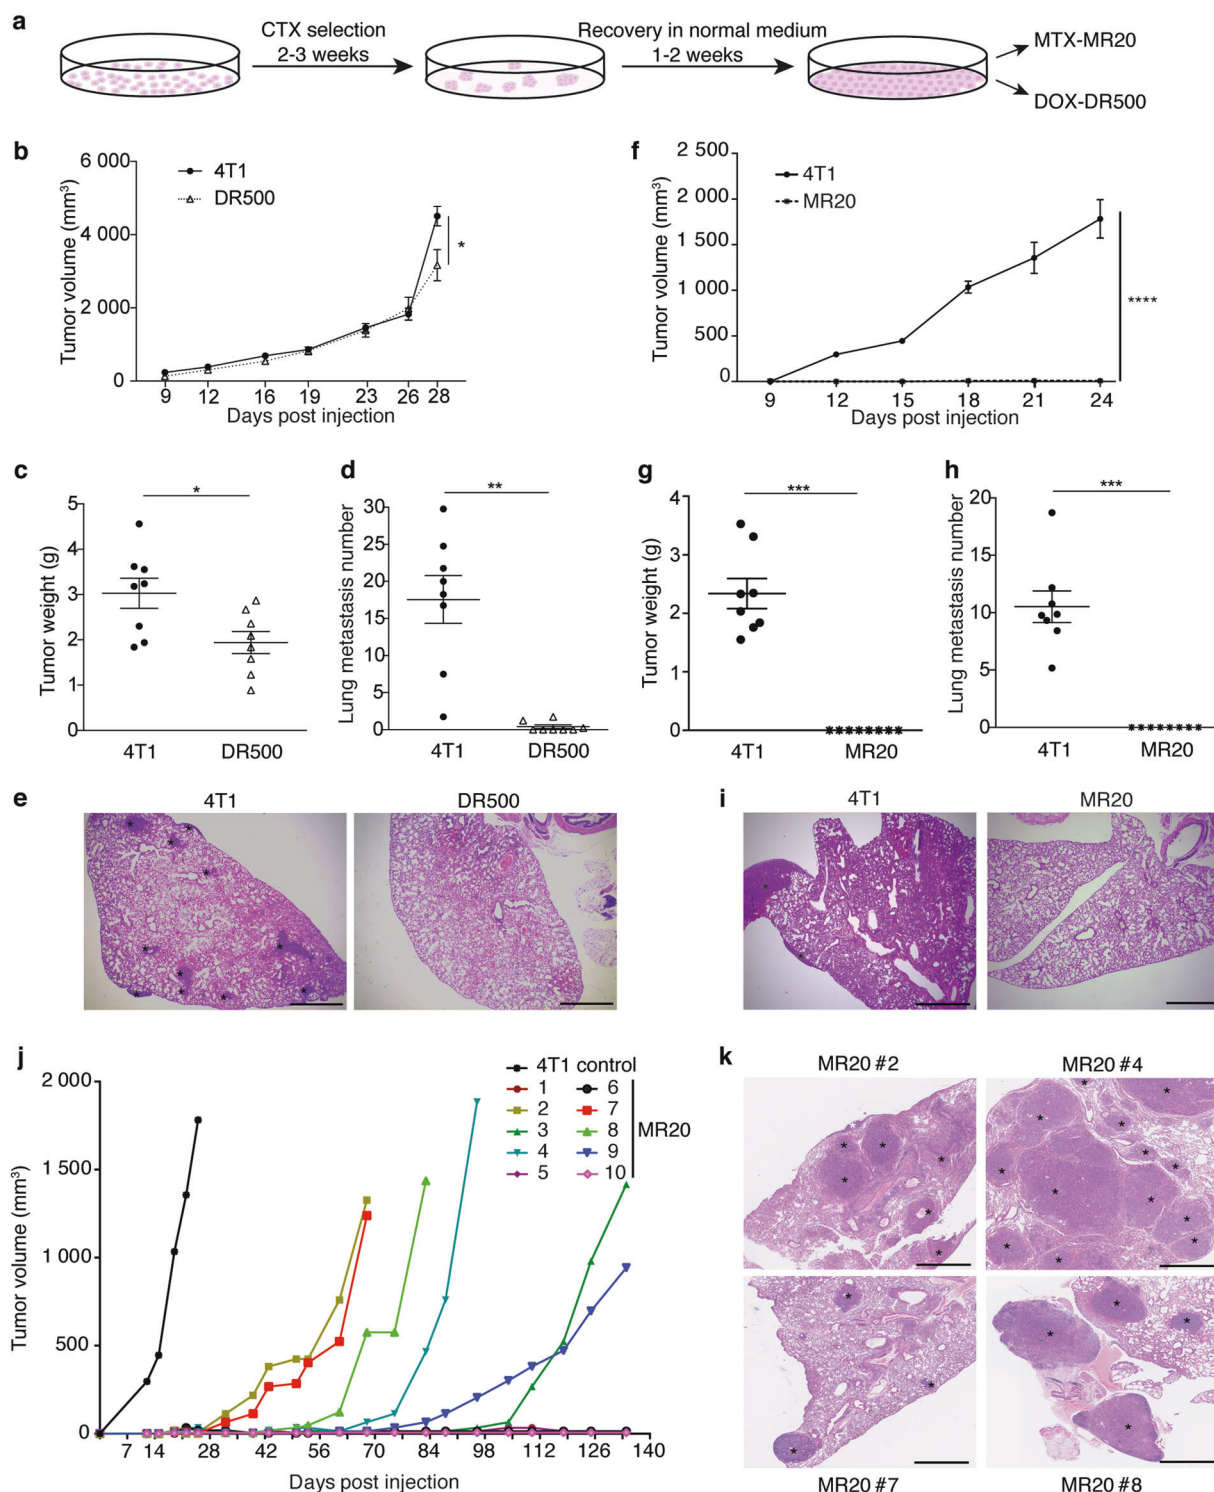 a
CTX selection
2-3 weeks
Recovery in normal medium
1-2 weeks
MTX-MR20
DOX-DR500
b
6 000
4 000
2 000
0
Tumor volume (mm³)
4T1
DR500
*
9 12 16 19 23 26 28
Days post injection
f
2 500
2 000
1 500
1 000
500
0
Tumor volume (mm³)
4T1
MR20
****
9 12 15 18 21 24
Days post injection
c
*
5
4
3
2
1
0
Tumor weight (g)
4T1 DR500
d
**
30
25
20
15
10
5
0
Lung metastasis number
4T1 DR500
g
***
4
3
2
1
0
Tumor weight (g)
4T1 MR20
h
***
20
15
10
5
0
Lung metastasis number
4T1 MR20
e
4T1 DR500
i
4T1 MR20
j
2 000
1 500
1 000
500
0
Tumor volume (mm³)
4T1 control
1 6
2 7
3 8
4 9
5 10
MR20
7 14 28 42 56 70 84 98 112 126 140
Days post injection
k
MR20 #2 MR20 #4
MR20 #7 MR20 #8